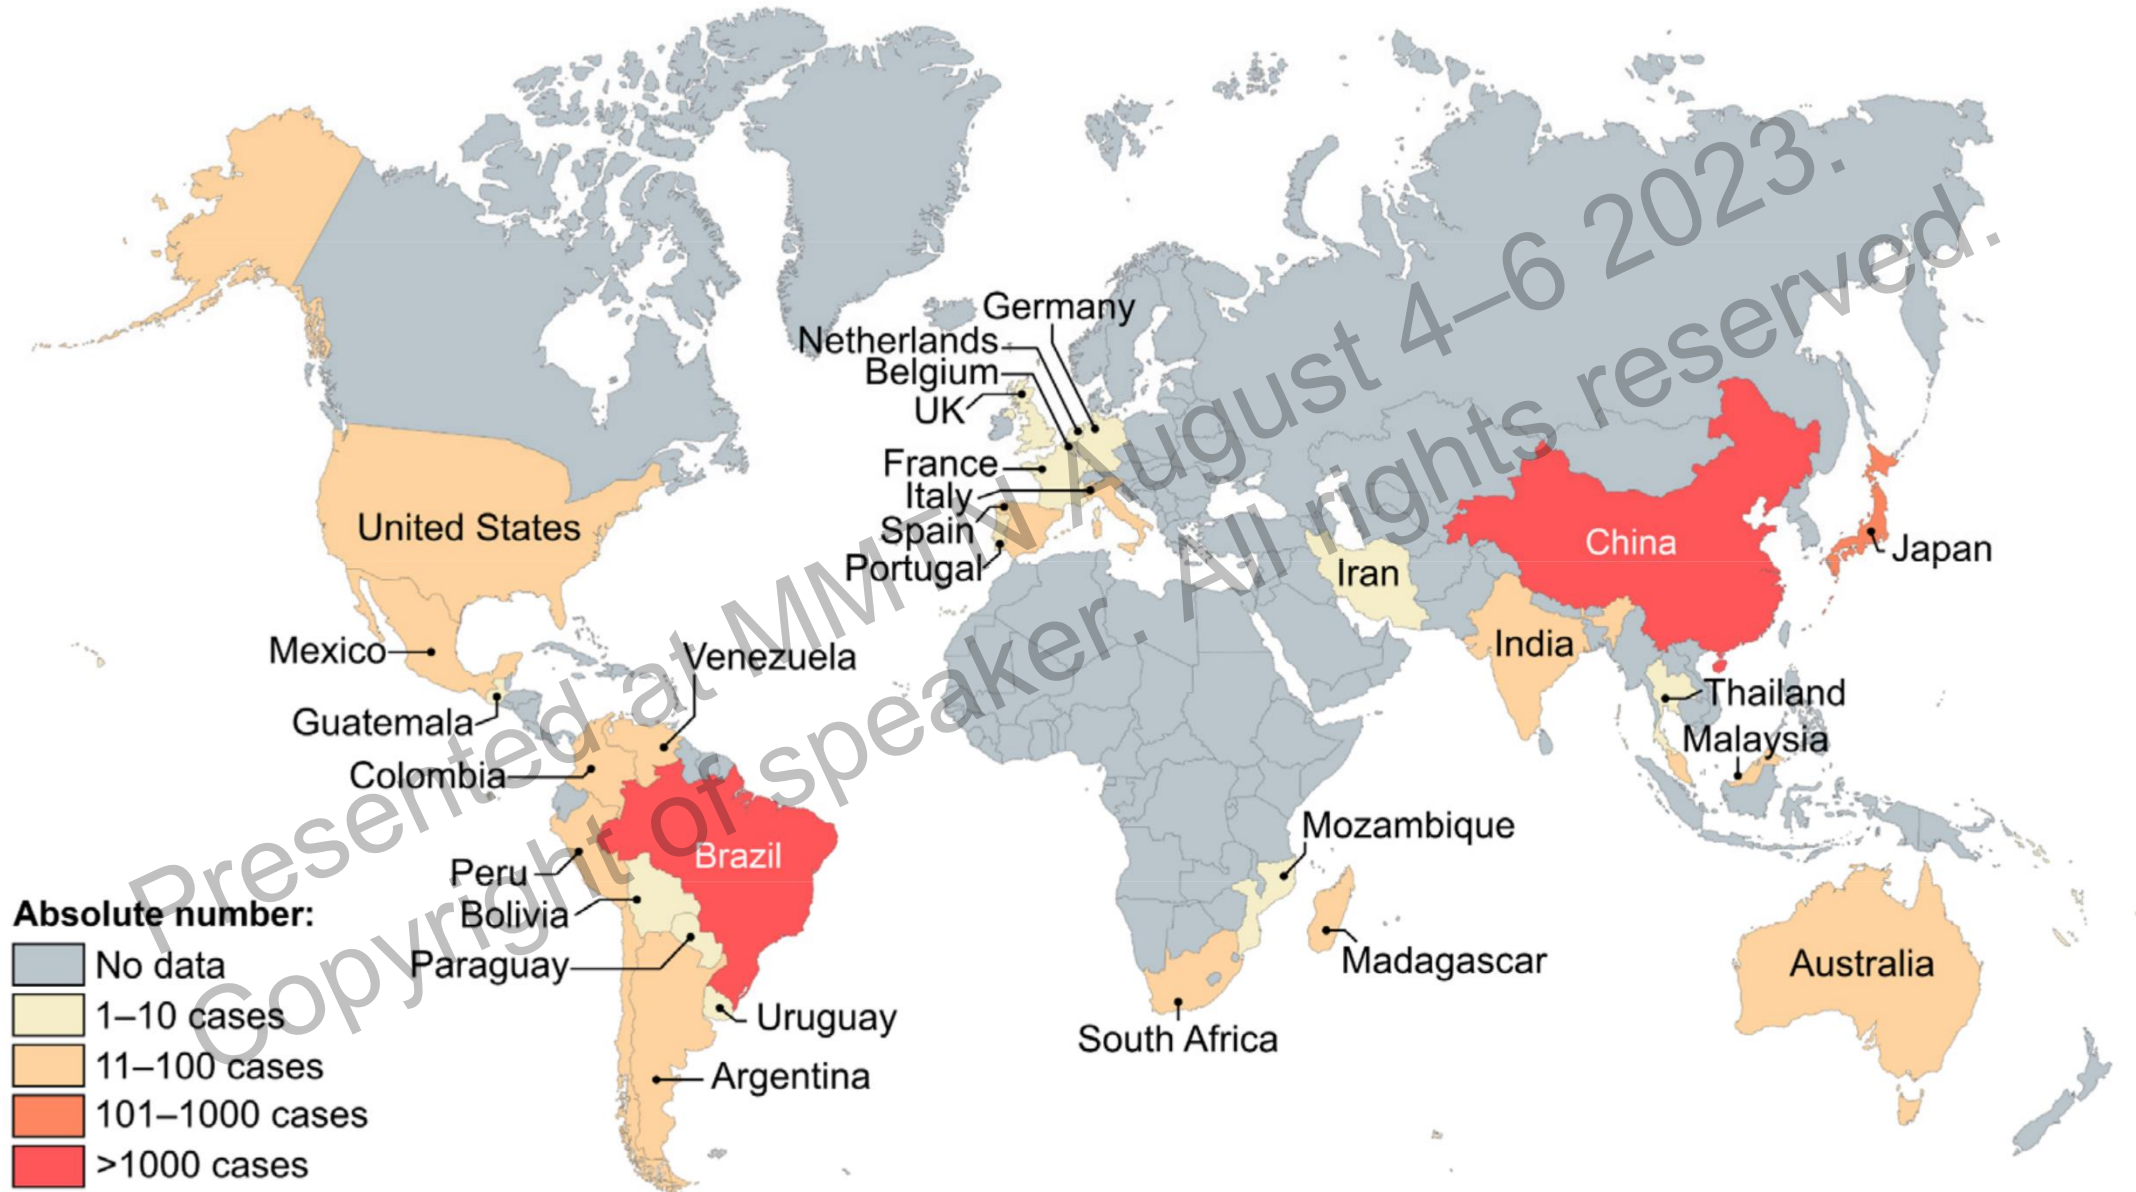 Germany
Netherlands
Belgium
UK
France
Italy
Spain
Portugal
United States
China
Japan
Iran
India
Mexico
Venezuela
Guatemala
Thailand
Malaysia
Colombia
Mozambique
Brazil
Peru
Bolivia
Paraguay
Madagascar
Australia
Uruguay
South Africa
Argentina
Absolute number:
No data
1–10 cases
11–100 cases
101–1000 cases
>1000 cases
Presented at MMTN August 4–6 2023.
Copyright of speaker. All rights reserved.